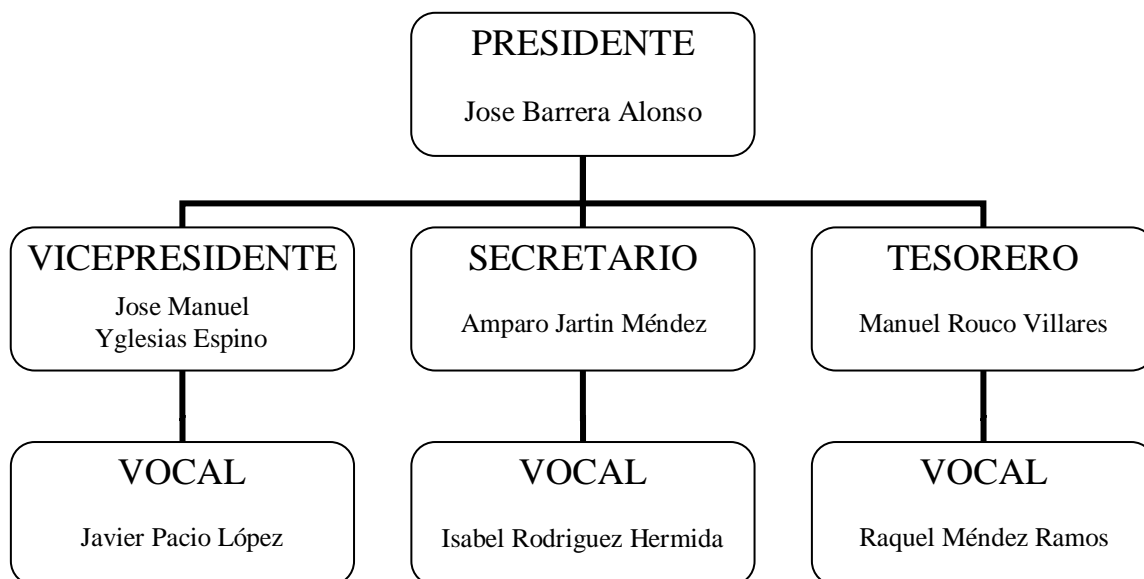 PRESIDENTE
Jose Barrera Alonso
VICEPRESIDENTE
Jose Manuel
Yglesias Espino
SECRETARIO
Amparo Jartin Méndez
TESORERO
Manuel Rouco Villares
VOCAL
Javier Pacio López
VOCAL
Isabel Rodriguez Hermida
VOCAL
Raquel Méndez Ramos